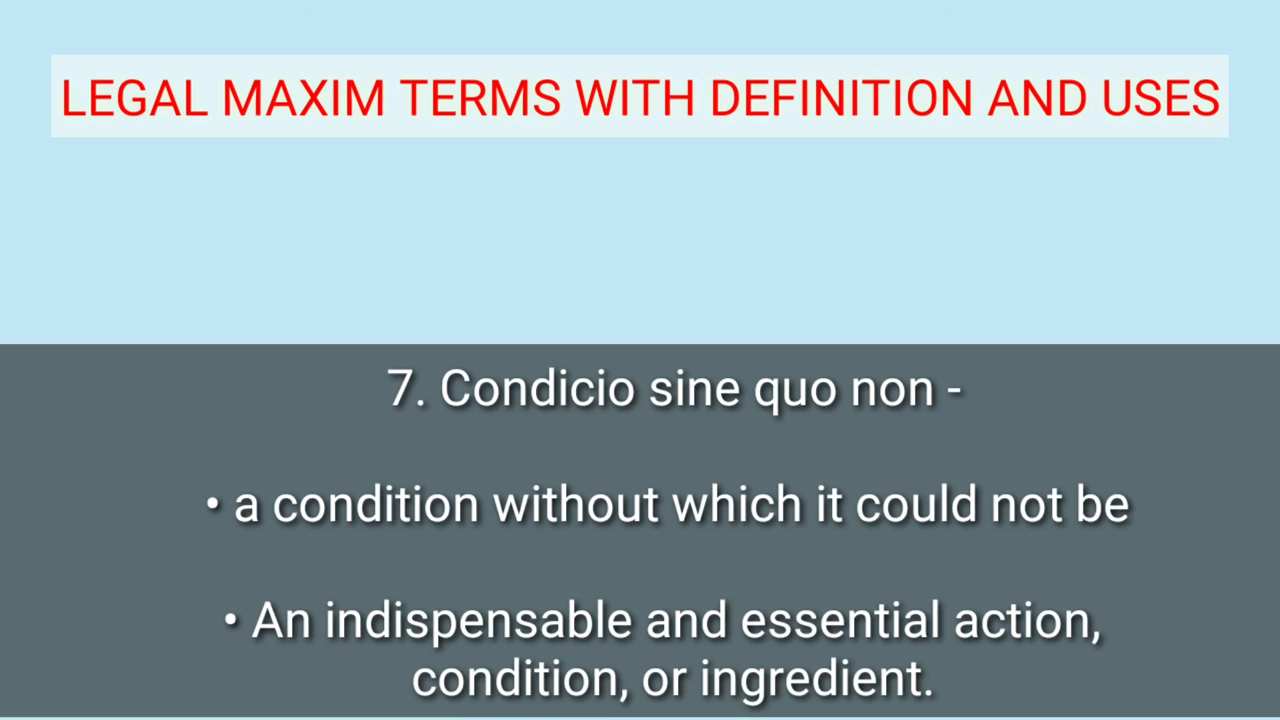 LEGAL MAXIM TERMS WITH DEFINITION AND USES
7. Condicio sine quo non -
• a condition without which it could not be
• An indispensable and essential action,
condition, or ingredient.